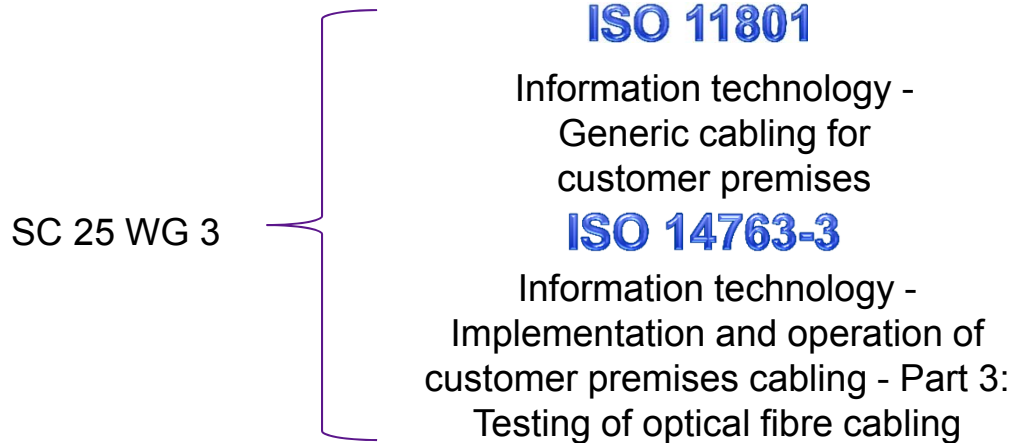 SC 25 WG 3
ISO 11801
Information technology -
Generic cabling for
customer premises
ISO 14763-3
Information technology -
Implementation and operation of
customer premises cabling - Part 3:
Testing of optical fibre cabling